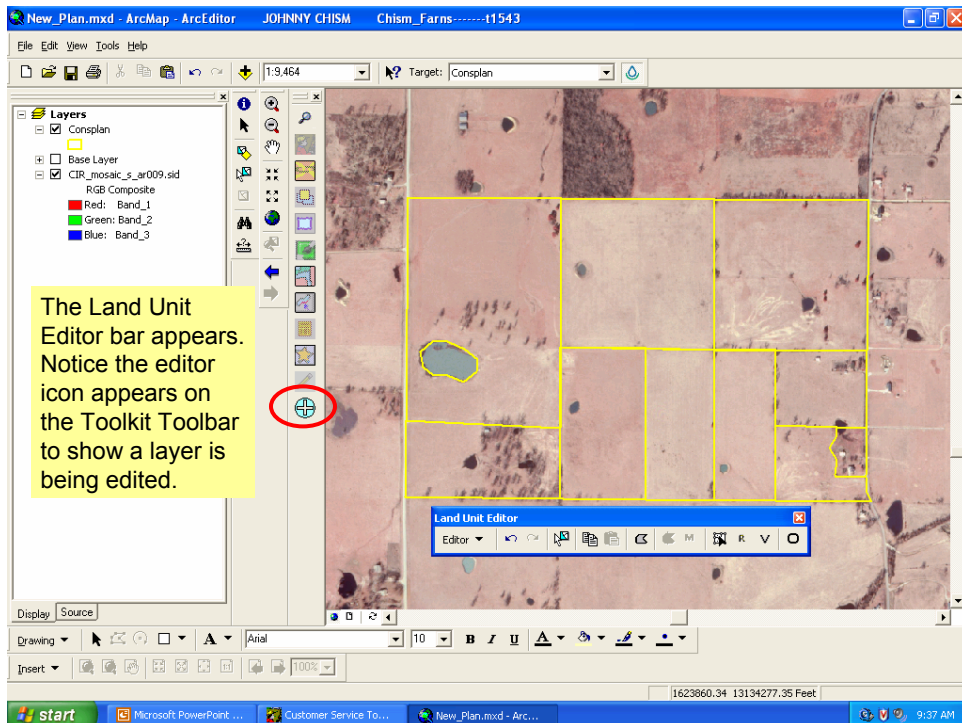 New_Plan.mxd - ArcMap - ArcEditor JOHNNY CHISM Chism_Farns-------t1543
File Edit View Tools Help
1:9,464 Target: Consplan
Layers
Consplan
Base Layer
CIR_mosaic_s_ar009.sid
RGB Composite
Red: Band_1
Green: Band_2
Blue: Band_3
The Land Unit
Editor bar appears.
Notice the editor
icon appears on
the Toolkit Toolbar
to show a layer is
being edited.
Land Unit Editor
Editor M R V
Display Source
Drawing A Arial 10 B I U A
Insert 100%
1623860.34 13134277.35 Feet
start Microsoft PowerPoint ... Customer Service To... New_Plan.mxd - Arc... 9:37 AM